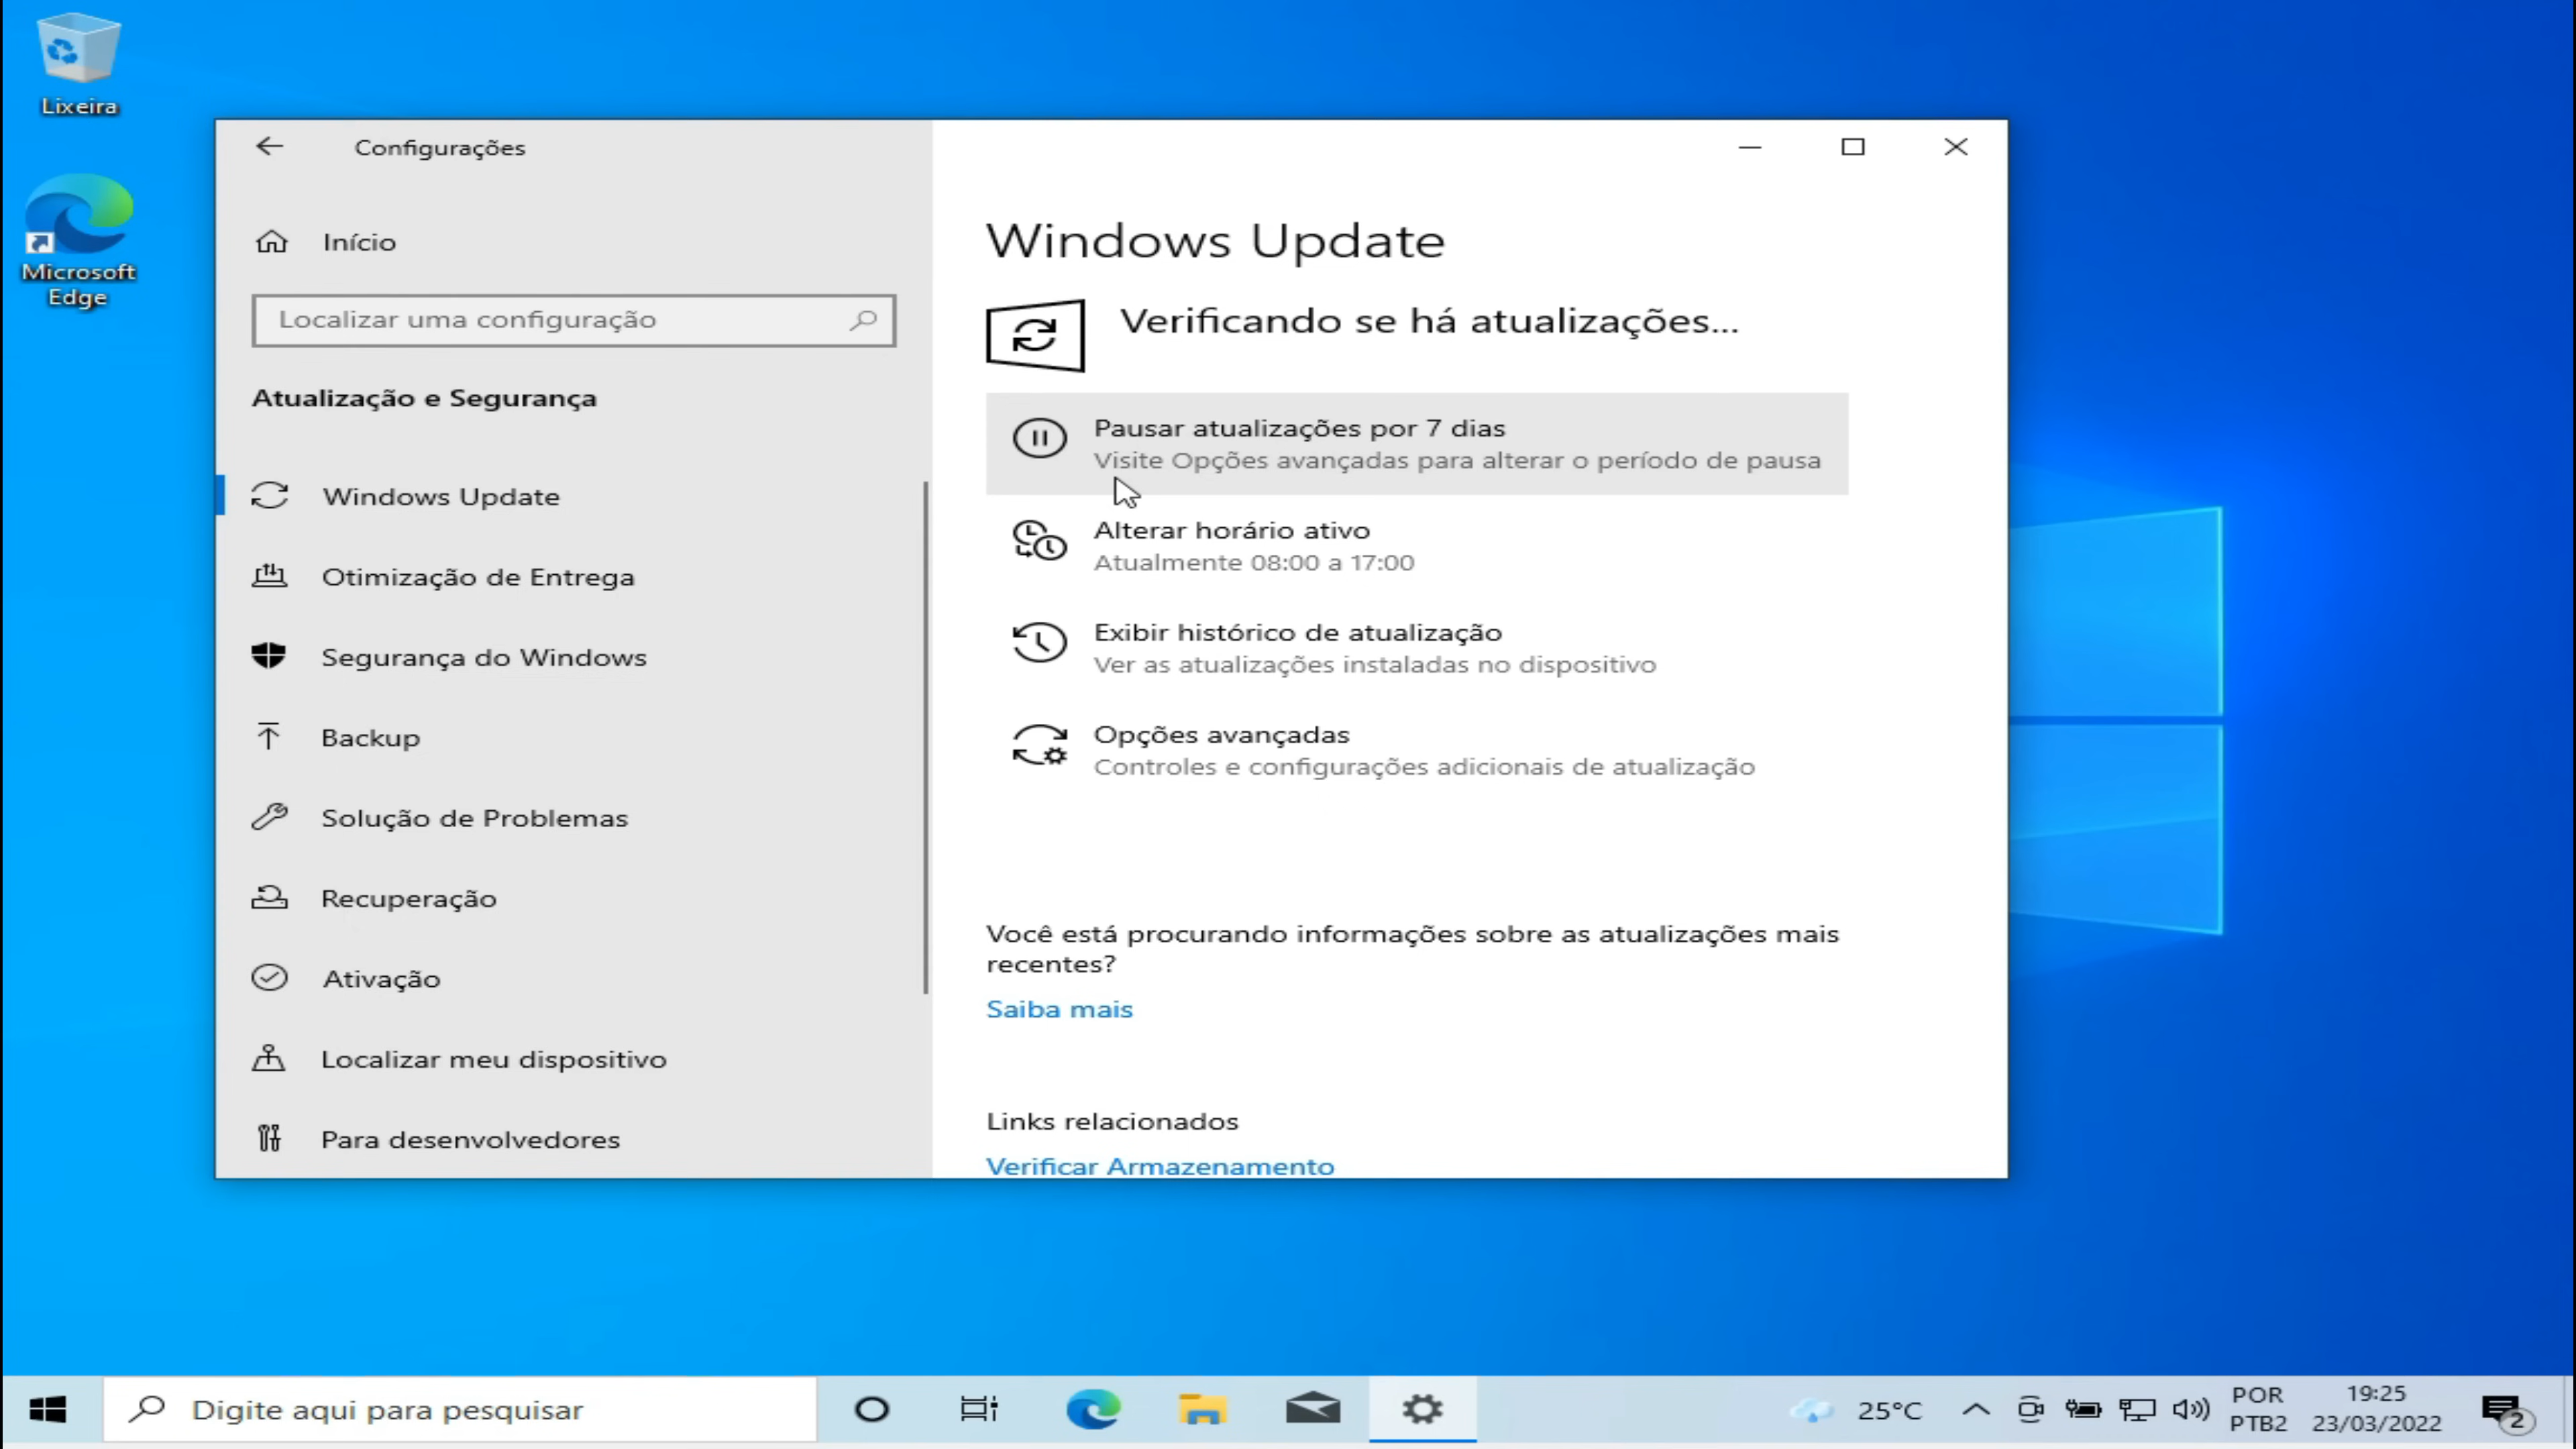 Lixeira
Microsoft
Edge
Configurações
Início
Localizar uma configuração
Atualização e Segurança
Windows Update
Otimização de Entrega
Segurança do Windows
Backup
Solução de Problemas
Recuperação
Ativação
Localizar meu dispositivo
Para desenvolvedores
Windows Update
Verificando se há atualizações...
Pausar atualizações por 7 dias
Visite Opções avançadas para alterar o período de pausa
Alterar horário ativo
Atualmente 08:00 a 17:00
Exibir histórico de atualização
Ver as atualizações instaladas no dispositivo
Opções avançadas
Controles e configurações adicionais de atualização
Você está procurando informações sobre as atualizações mais
recentes?
Saiba mais
Links relacionados
Verificar Armazenamento
Digite aqui para pesquisar
25°C
POR
PTB2
19:25
23/03/2022
2